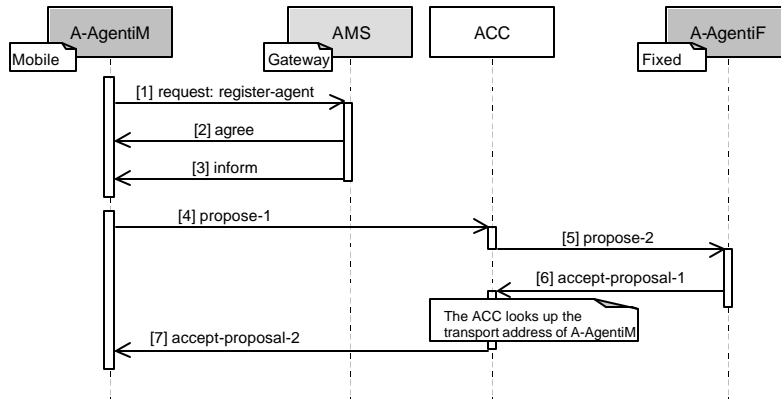 A-AgentiM
AMS
ACC
A-AgentiF
Mobile
Gateway
Fixed
[1] request: register-agent
[2] agree
[3] inform
[4] propose-1
[5] propose-2
[6] accept-proposal-1
The ACC looks up the
transport address of A-AgentiM
[7] accept-proposal-2